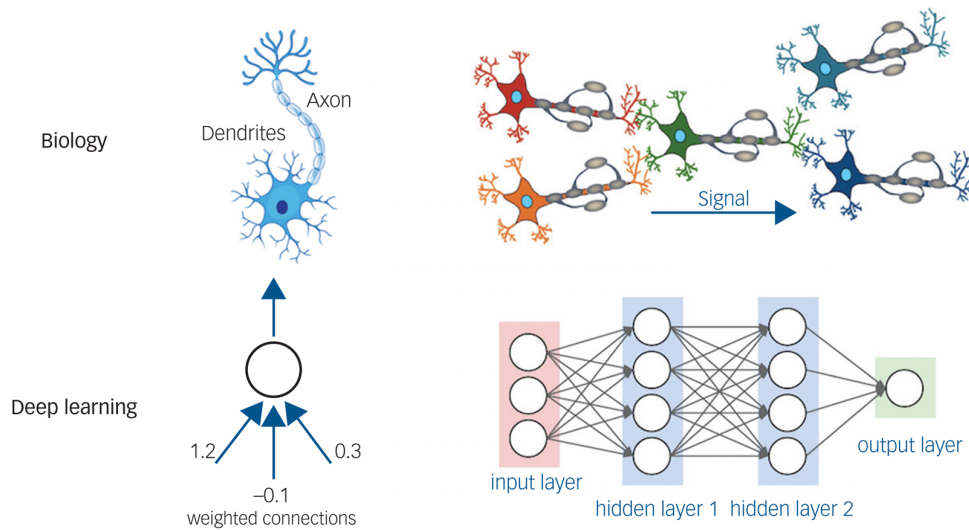 Biology
Dendrites
Axon
Signal
Deep learning
1.2
–0.1
0.3
weighted connections
input layer
hidden layer 1
hidden layer 2
output layer